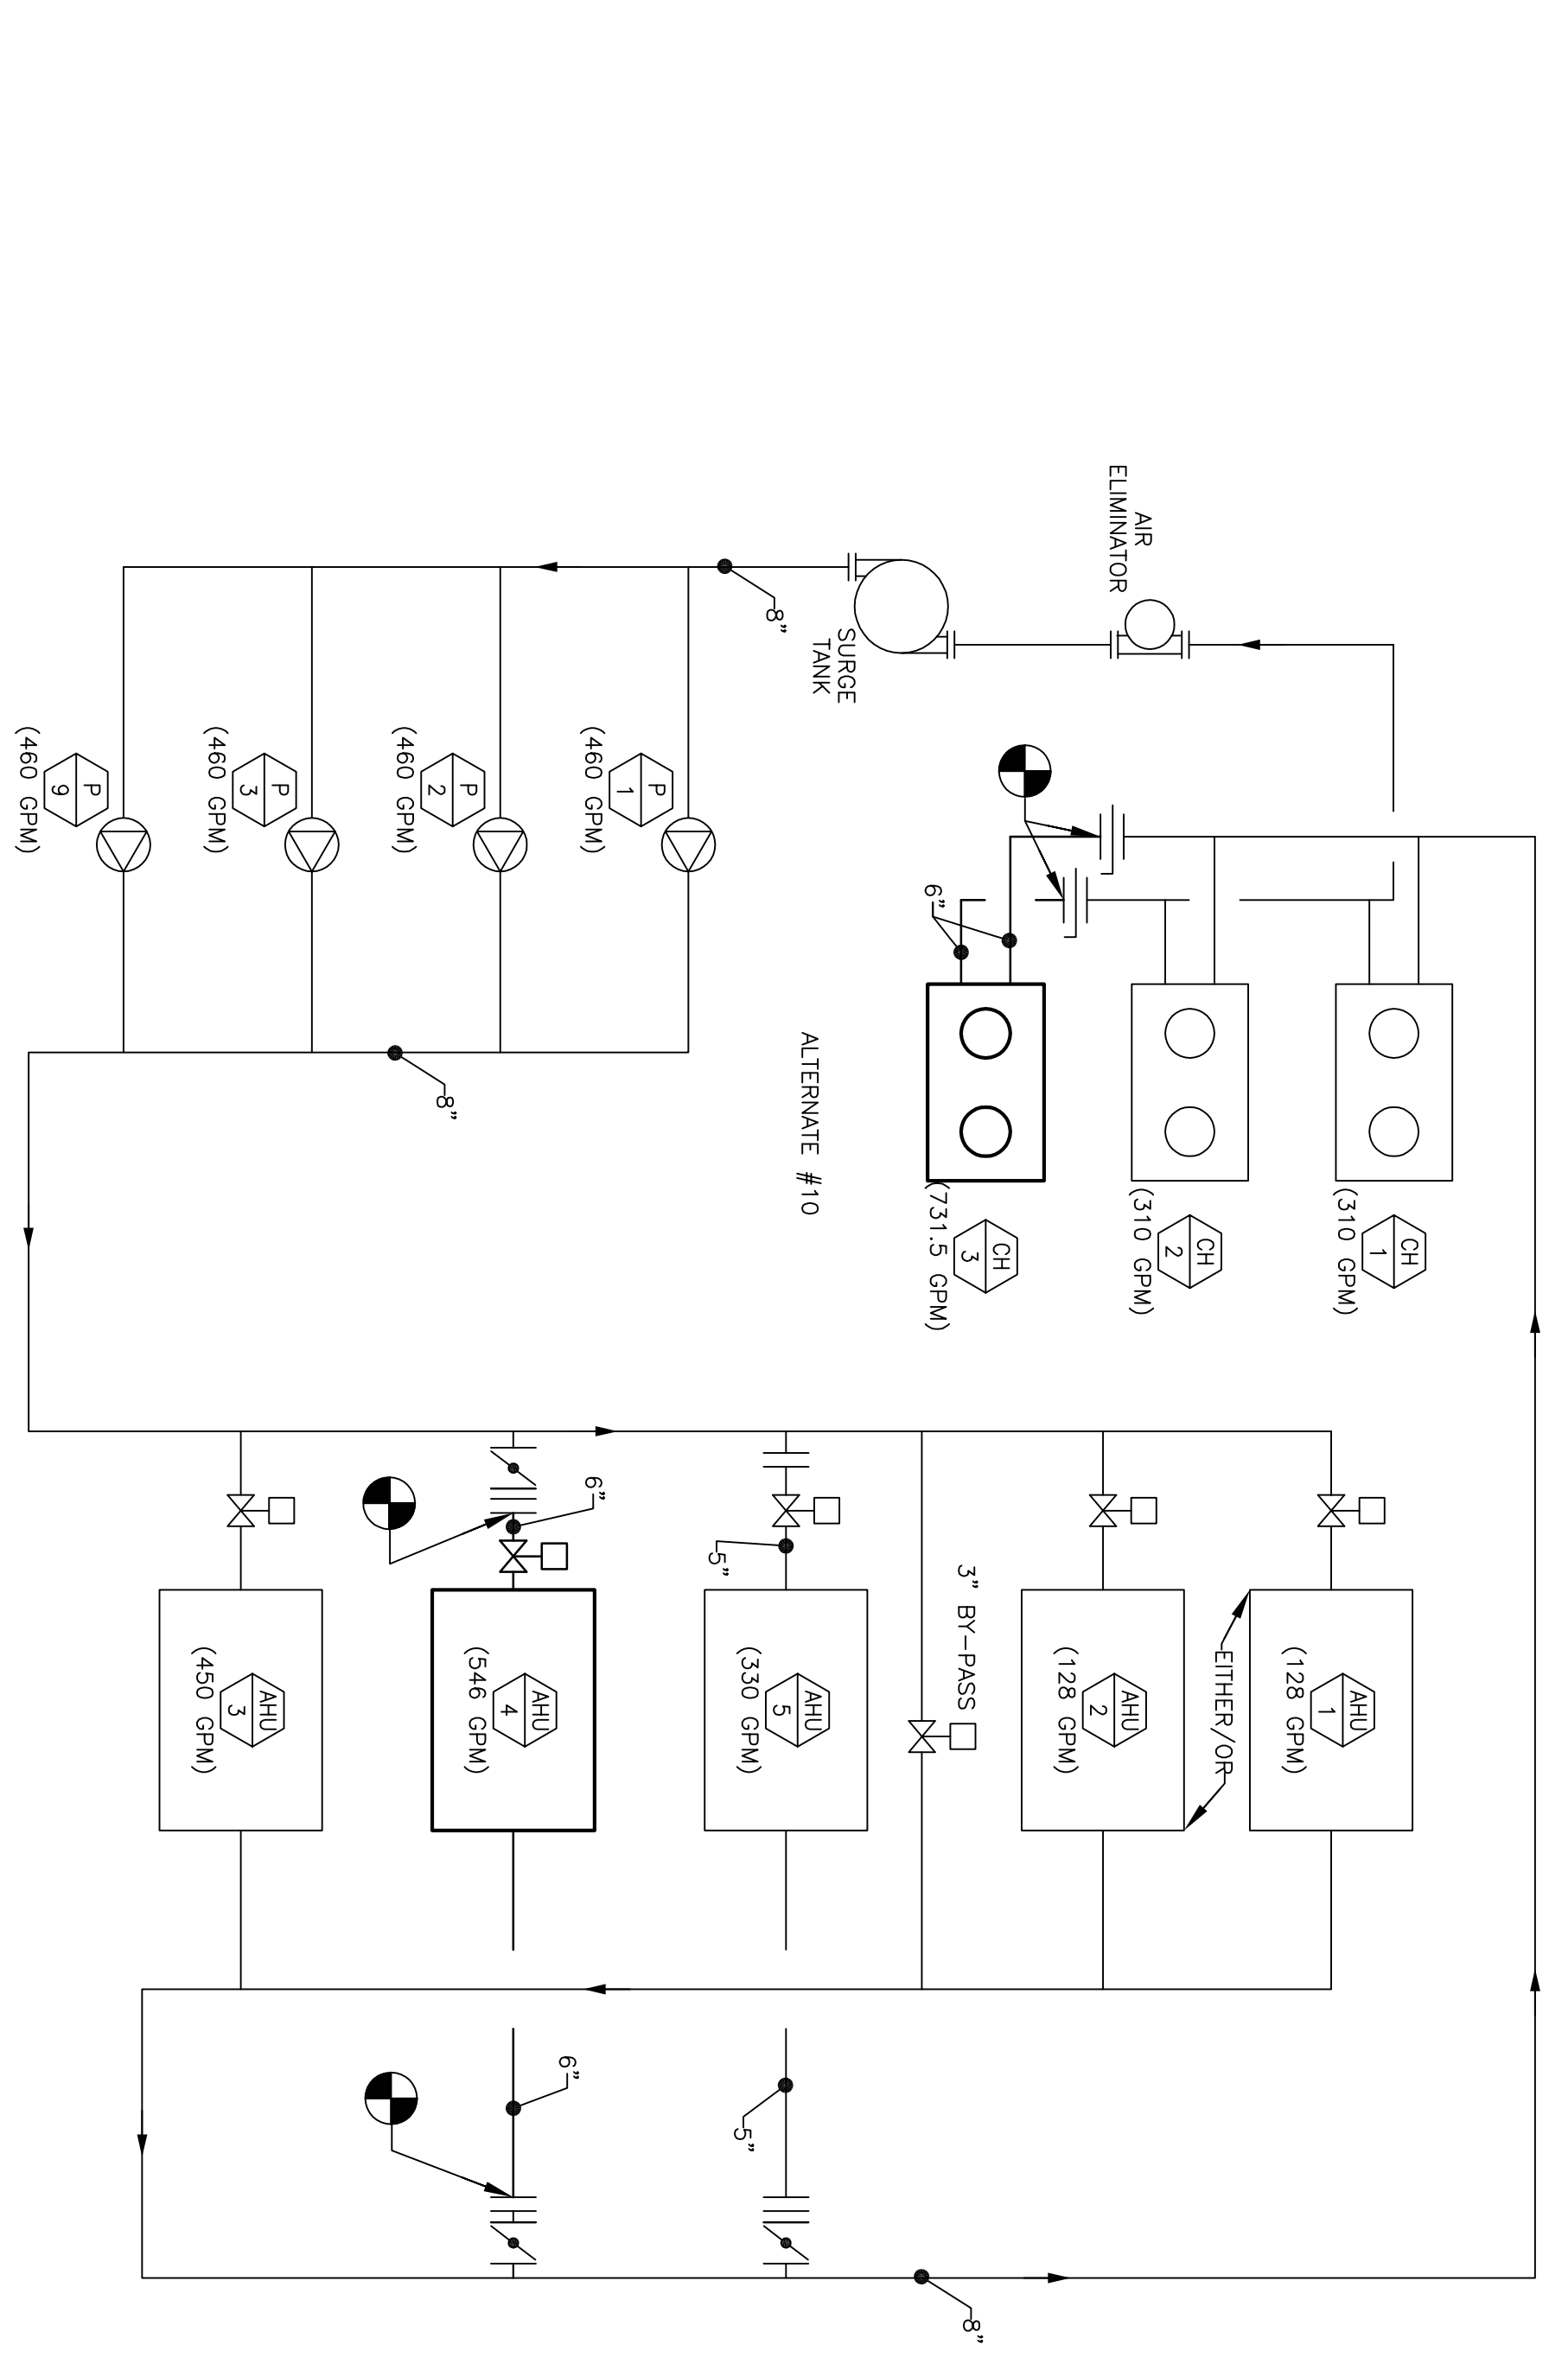 AIR
ELIMINATOR
SURGE
TANK
8"
P
1
(460 GPM)
P
2
(460 GPM)
P
3
(460 GPM)
P
9
(460 GPM)
6"
CH
1
(310 GPM)
CH
2
(310 GPM)
CH
3
(731.5 GPM)
ALTERNATE #10
8"
AHU
1
(128 GPM)
EITHER/OR
AHU
2
(128 GPM)
3" BY-PASS
5"
AHU
5
(330 GPM)
6"
AHU
4
(546 GPM)
AHU
3
(450 GPM)
5"
6"
8"